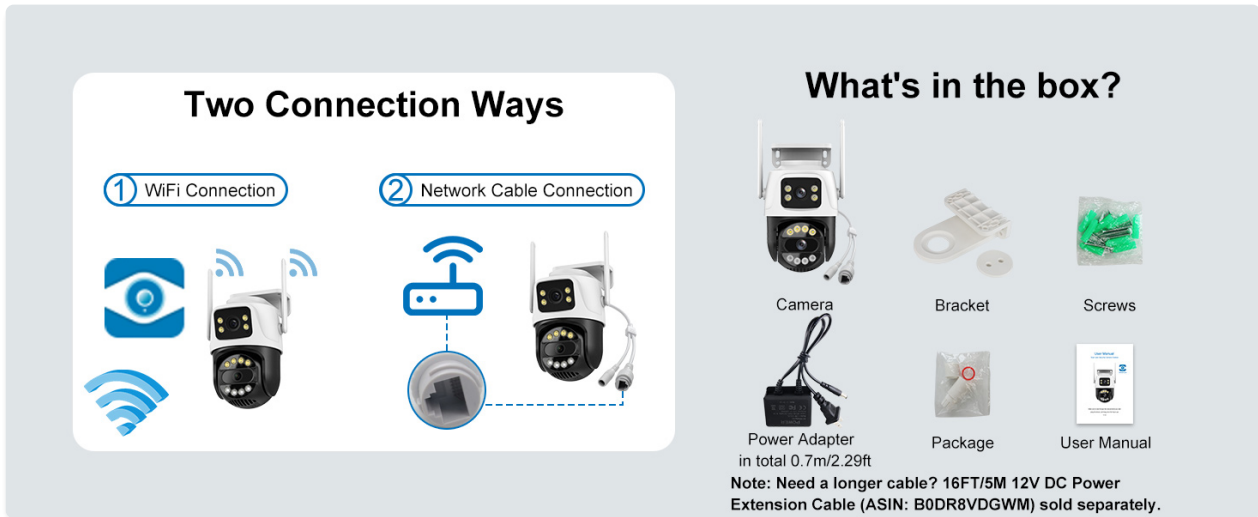 Two Connection Ways
1 WiFi Connection
2 Network Cable Connection
What's in the box?
Camera
Bracket
Screws
Power Adapter
in total 0.7m/2.29ft
Package
User Manual
Note: Need a longer cable? 16FT/5M 12V DC Power
Extension Cable (ASIN: B0DR8VDGWM) sold separately.